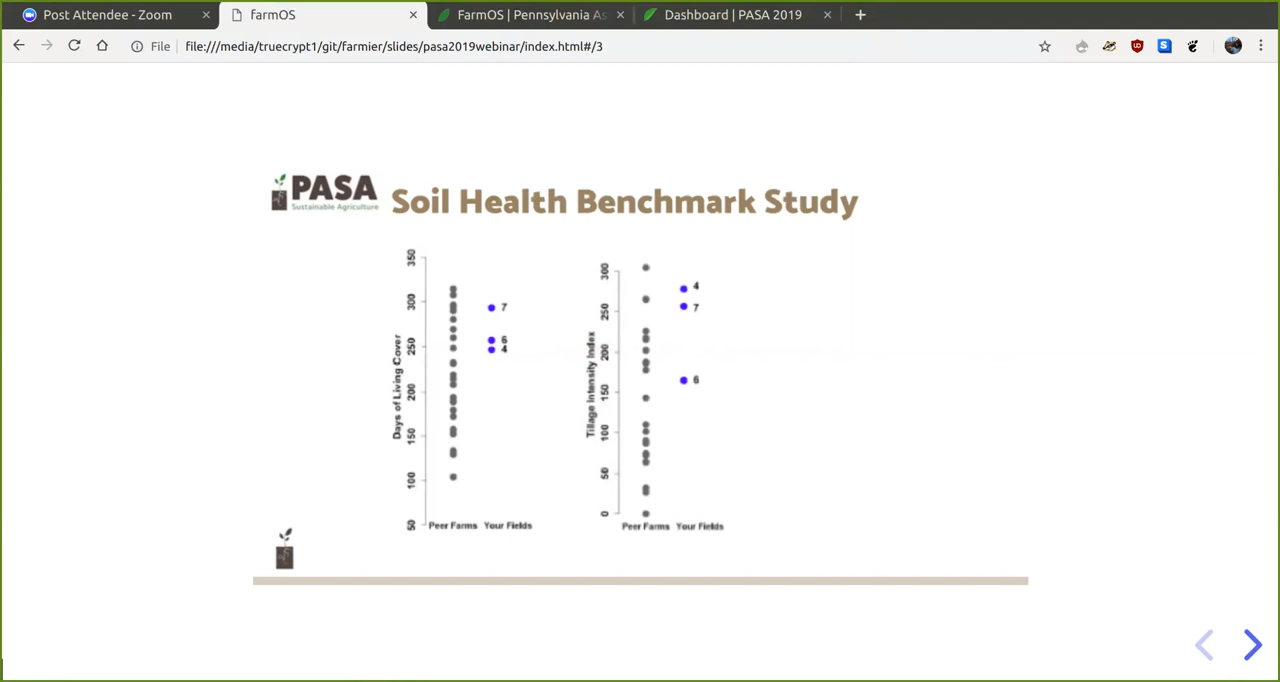 Post Attendee - Zoom
farmOS
FarmOS | Pennsylvania As
Dashboard | PASA 2019
File
file:///media/truecrypt1/git/farmier/slides/pasa2019webinar/index.html#/3
PASA
Sustainable Agriculture
Soil Health Benchmark Study
Days of Living Cover
350
300
250
200
150
100
50
7
6
4
Peer Farms Your Fields
Tillage Intensity Index
300
250
200
150
100
50
0
4
7
6
Peer Farms Your Fields